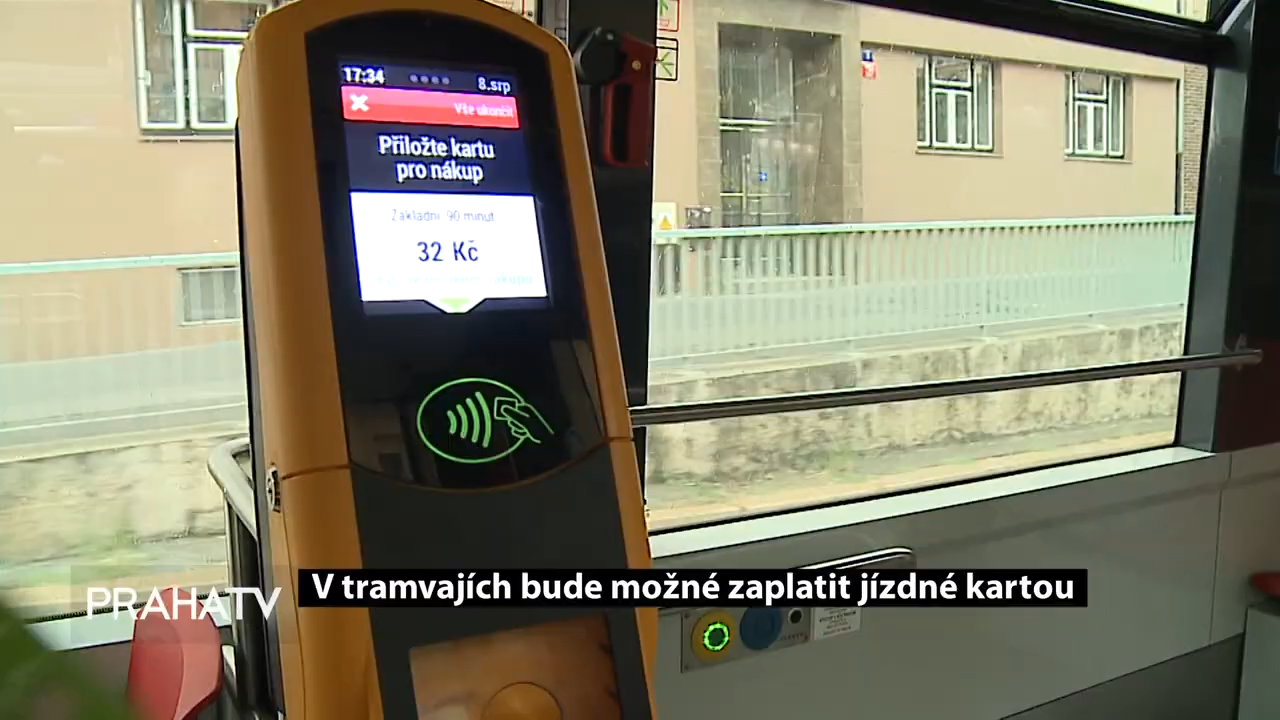 17:34
8.srp
Vše ukončit
Přiložte kartu
pro nákup
Základní 90 minut
32 Kč
PRAHA TV
V tramvajích bude možné zaplatit jízdné kartou